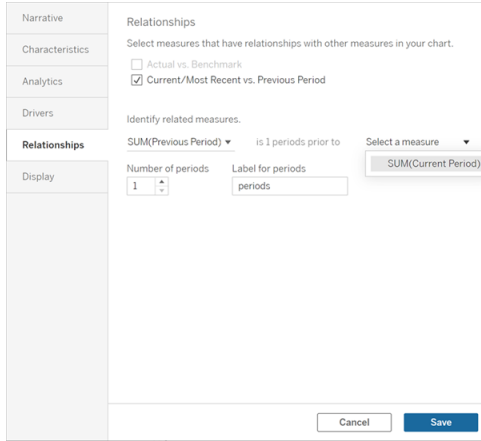 Narrative
Characteristics
Analytics
Drivers
Relationships
Display
Relationships
Select measures that have relationships with other measures in your chart.
Actual vs. Benchmark
Current/Most Recent vs. Previous Period
Identify related measures.
SUM(Previous Period) is 1 periods prior to Select a measure
SUM(Current Period)
Number of periods Label for periods
1 periods
Cancel Save